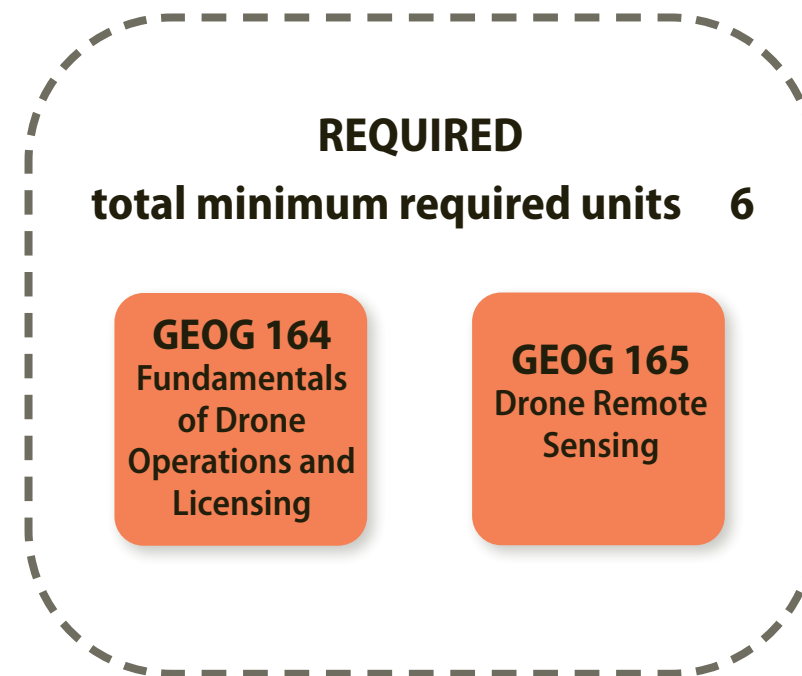 REQUIRED
total minimum required units 6
GEOG 164
Fundamentals
of Drone
Operations and
Licensing
GEOG 165
Drone Remote
Sensing